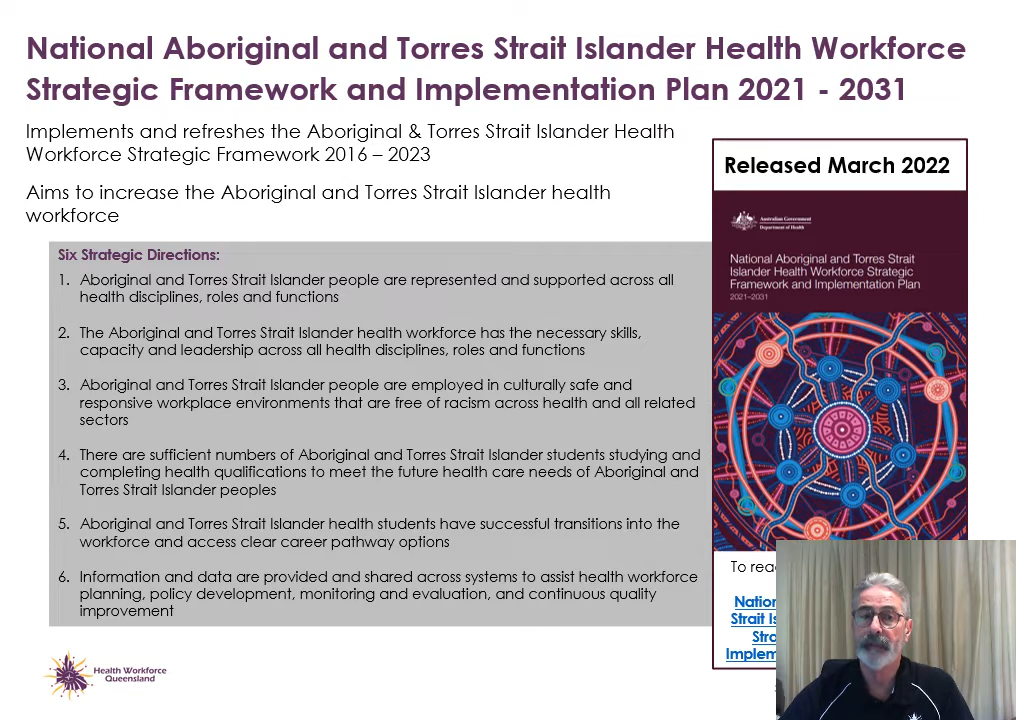 National Aboriginal and Torres Strait Islander Health Workforce
Strategic Framework and Implementation Plan 2021 - 2031
Implements and refreshes the Aboriginal & Torres Strait Islander Health
Workforce Strategic Framework 2016 – 2023
Aims to increase the Aboriginal and Torres Strait Islander health
workforce
Six Strategic Directions:
1. Aboriginal and Torres Strait Islander people are represented and supported across all
health disciplines, roles and functions
2. The Aboriginal and Torres Strait Islander health workforce has the necessary skills,
capacity and leadership across all health disciplines, roles and functions
3. Aboriginal and Torres Strait Islander people are employed in culturally safe and
responsive workplace environments that are free of racism across health and all related
sectors
4. There are sufficient numbers of Aboriginal and Torres Strait Islander students studying and
completing health qualifications to meet the future health care needs of Aboriginal and
Torres Strait Islander peoples
5. Aboriginal and Torres Strait Islander health students have successful transitions into the
workforce and access clear career pathway options
6. Information and data are provided and shared across systems to assist health workforce
planning, policy development, monitoring and evaluation, and continuous quality
improvement
Released March 2022
Australian Government
Department of Health
National Aboriginal and Torres Strait
Islander Health Workforce Strategic
Framework and Implementation Plan
2021–2031
To
Strait
Health Workforce
Queensland